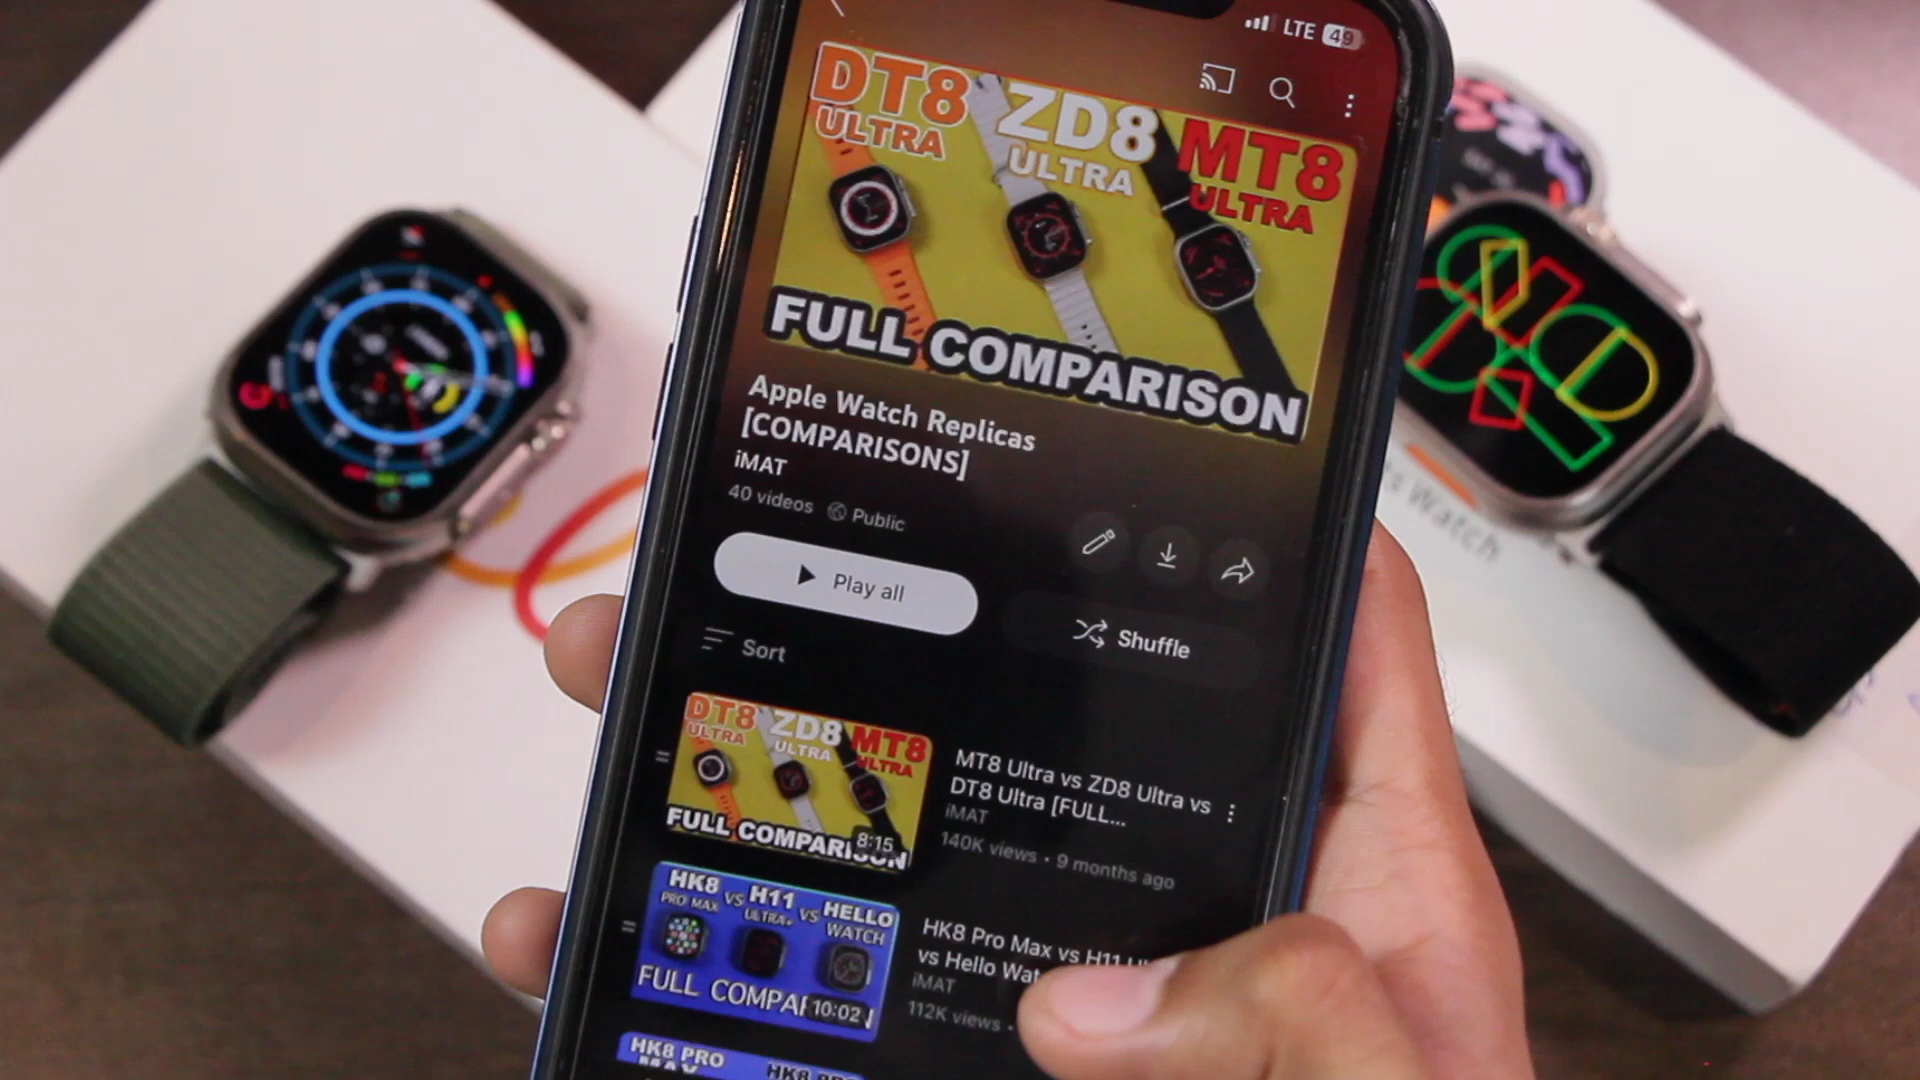 LTE 49
DT8
ULTRA
ZD8
ULTRA
MT8
ULTRA
FULL COMPARISON
Apple Watch Replicas
[COMPARISONS]
iMAT
40 videos Public
Play all
Shuffle
Sort
DT8
ULTRA
ZD8
ULTRA
MT8
ULTRA
FULL COMPARISON
8:15
MT8 Ultra vs ZD8 Ultra vs
DT8 Ultra [FULL...
iMAT
140K views • 9 months ago
HK8 VS H11 VS HELLO
PRO MAX ULTRA+ WATCH
FULL COMPAR
10:02
HK8 Pro Max vs H11
vs Hello Wat
iMAT
112K views •
HK8 PRO
MAX
Watch